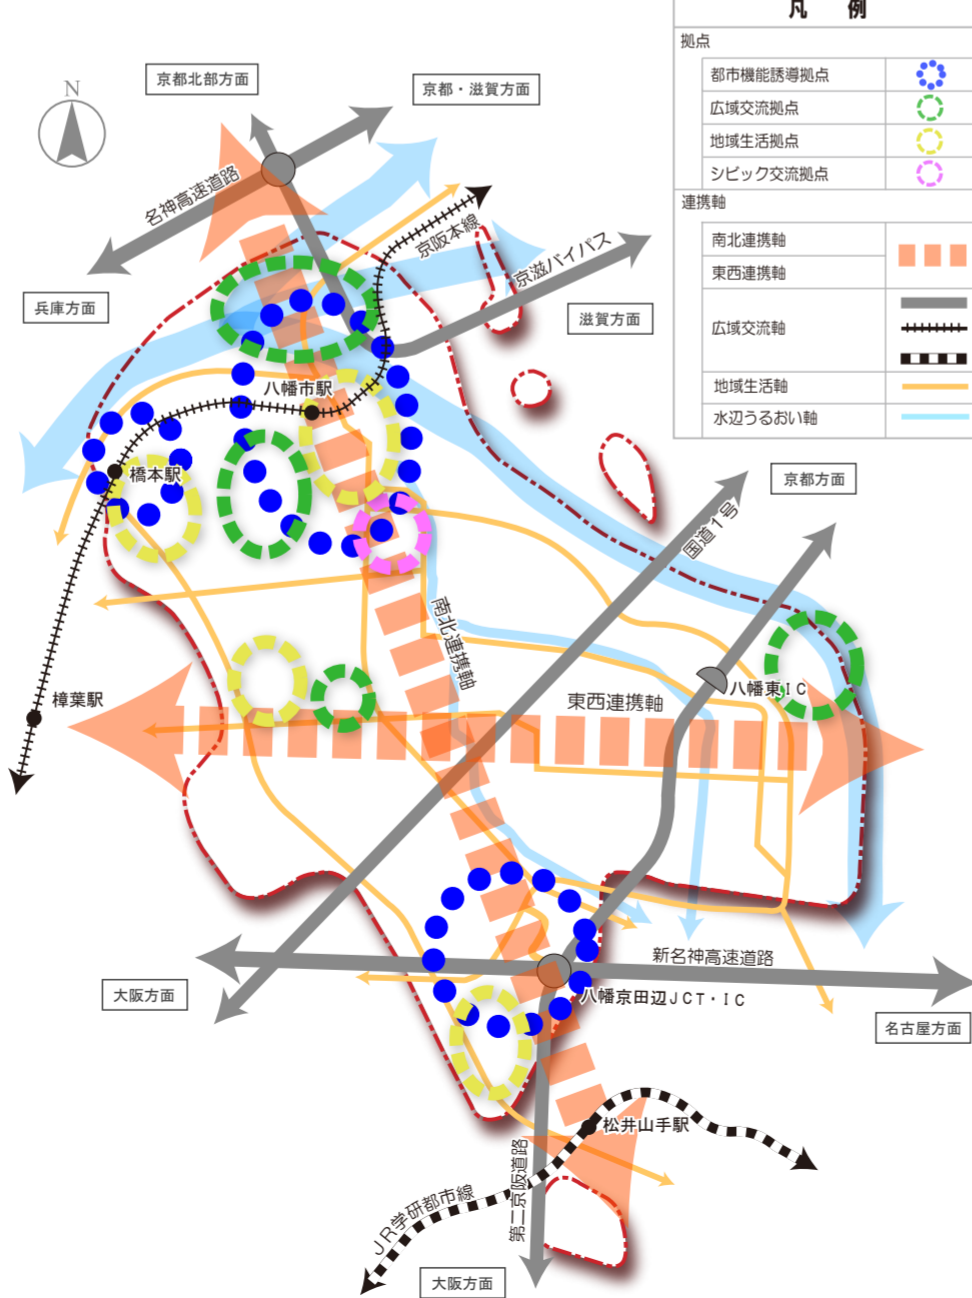 凡 例
拠点
都市機能誘導拠点
広域交流拠点
地域生活拠点
シビック交流拠点
連携軸
南北連携軸
東西連携軸
広域交流軸
地域生活軸
水辺うるおい軸
京都北部方面
京都・滋賀方面
N
名神高速道路
京阪本線
京滋バイパス
兵庫方面
滋賀方面
八幡市駅
橋本駅
京都方面
国道1号
南北連携軸
八幡東IC
樟葉駅
東西連携軸
新名神高速道路
大阪方面
八幡京田辺JCT・IC
名古屋方面
松井山手駅
第二京阪道路
JR学研都市線
大阪方面